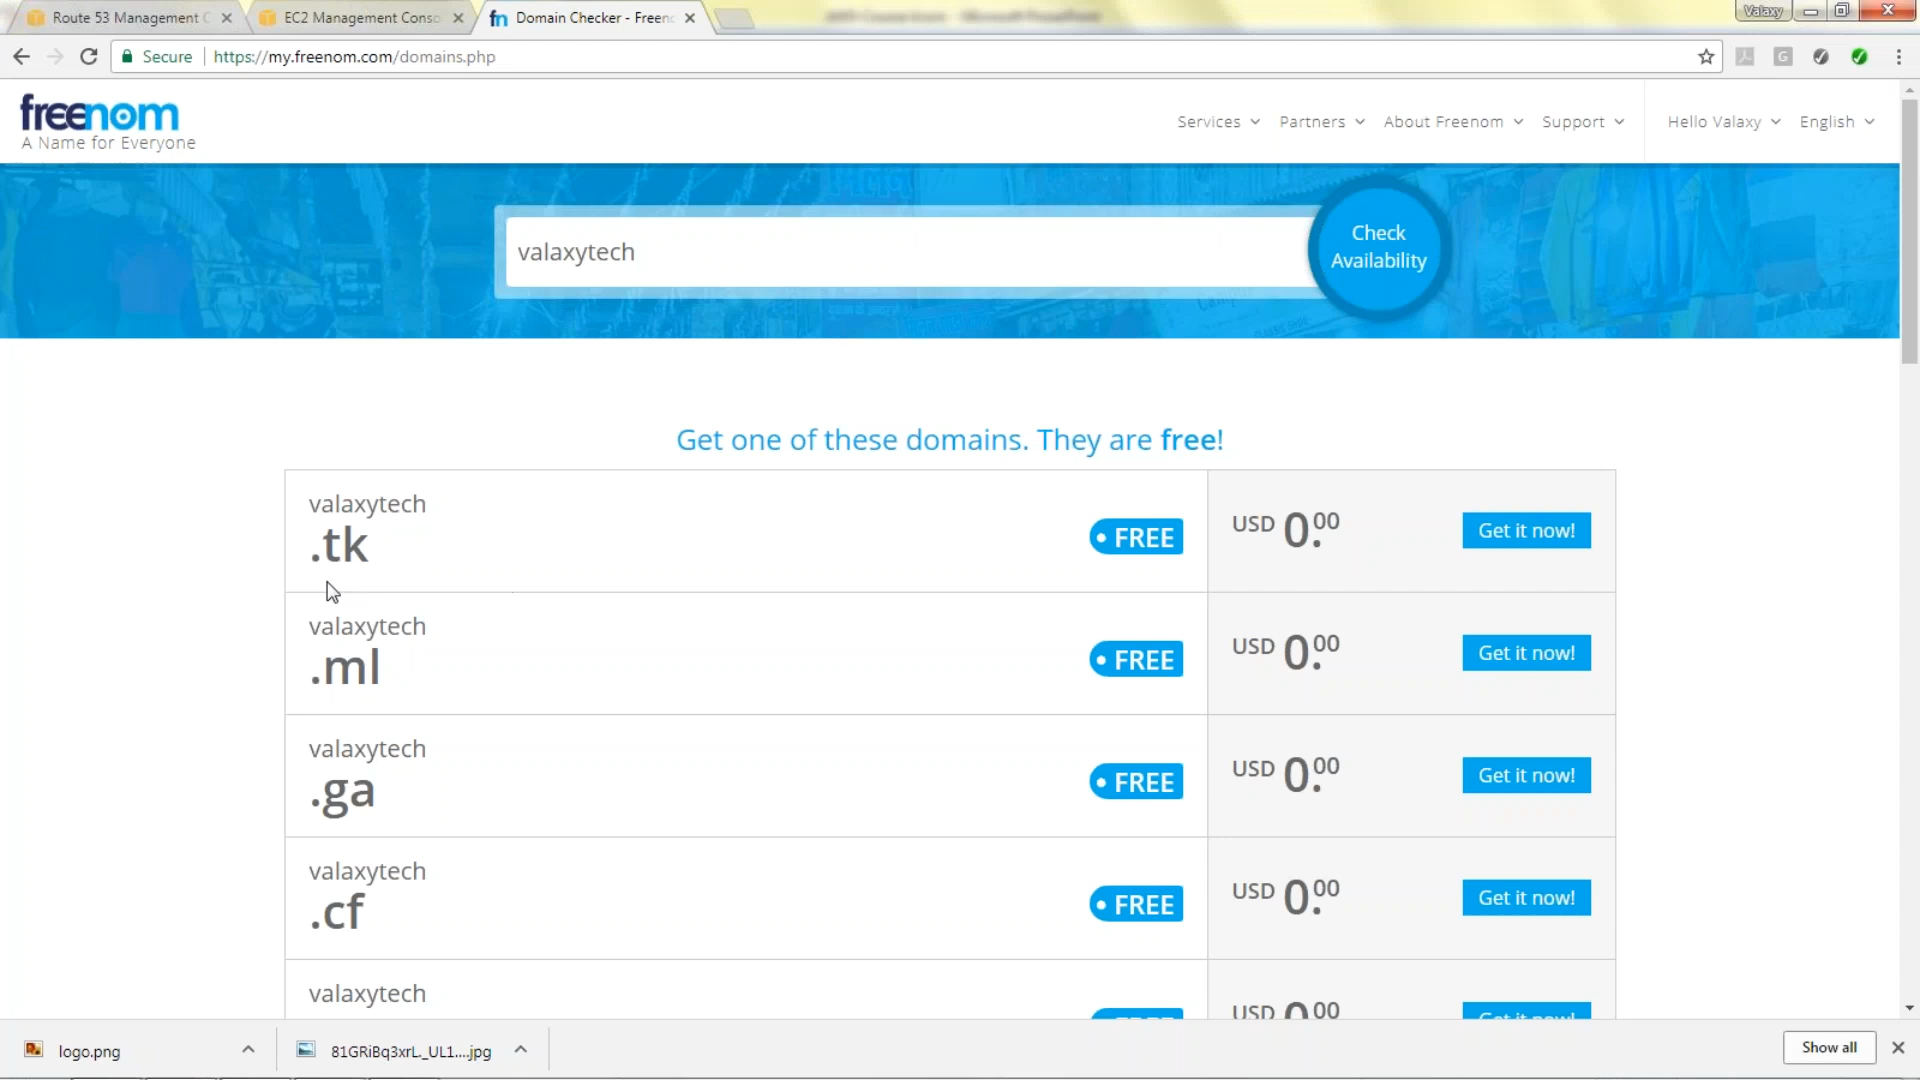 Route 53 Management C
EC2 Management Conso
Domain Checker - Freen
Valaxy
Secure
https://my.freenom.com/domains.php
freenom
A Name for Everyone
Services
Partners
About Freenom
Support
Hello Valaxy
English
valaxytech
Check
Availability
Get one of these domains. They are free!
valaxytech
.tk
FREE
USD 0.00
Get it now!
valaxytech
.ml
FREE
USD 0.00
Get it now!
valaxytech
.ga
FREE
USD 0.00
Get it now!
valaxytech
.cf
FREE
USD 0.00
Get it now!
valaxytech
FREE
USD 0.00
Get it now!
logo.png
81GRiBq3xrL._UL1....jpg
Show all